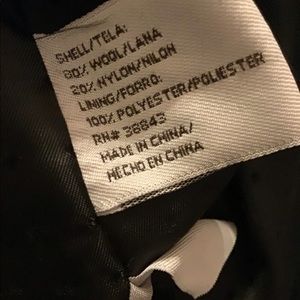 SHELL/TELA:
80% WOOL/LANA
20% NYLON/NILON
LINING/FORRO:
100% POLYESTER/POLIESTER
RN# 36843
MADE IN CHINA/
HECHO EN CHINA